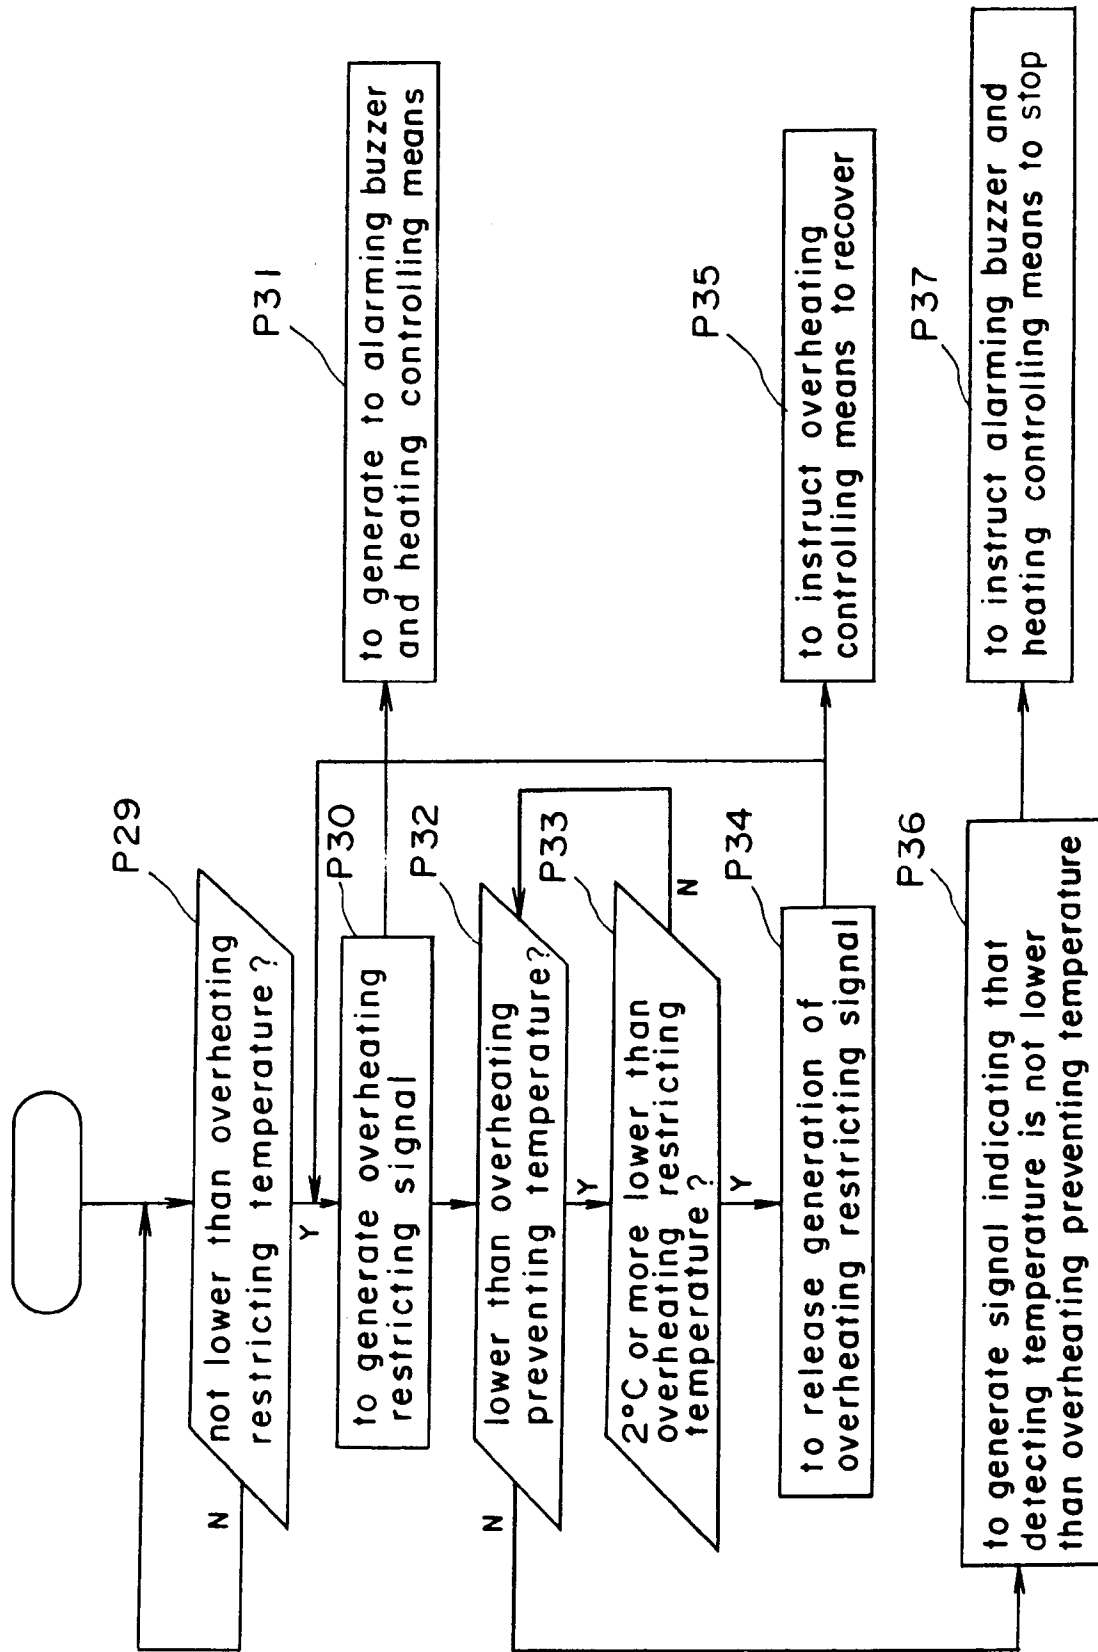 P29
not lower than overheating
restricting temperature?
N
Y
P30
to generate overheating
restricting signal
P31
to generate to alarming buzzer
and heating controlling means
P32
lower than overheating
preventing temperature?
N
Y
P33
2°C or more lower than
overheating restricting
temperature?
N
Y
P34
to release generation of
overheating restricting signal
P35
to instruct overheating
controlling means to recover
P36
to generate signal indicating that
detecting temperature is not lower
than overheating preventing temperature
P37
to instruct alarming buzzer and
heating controlling means to stop